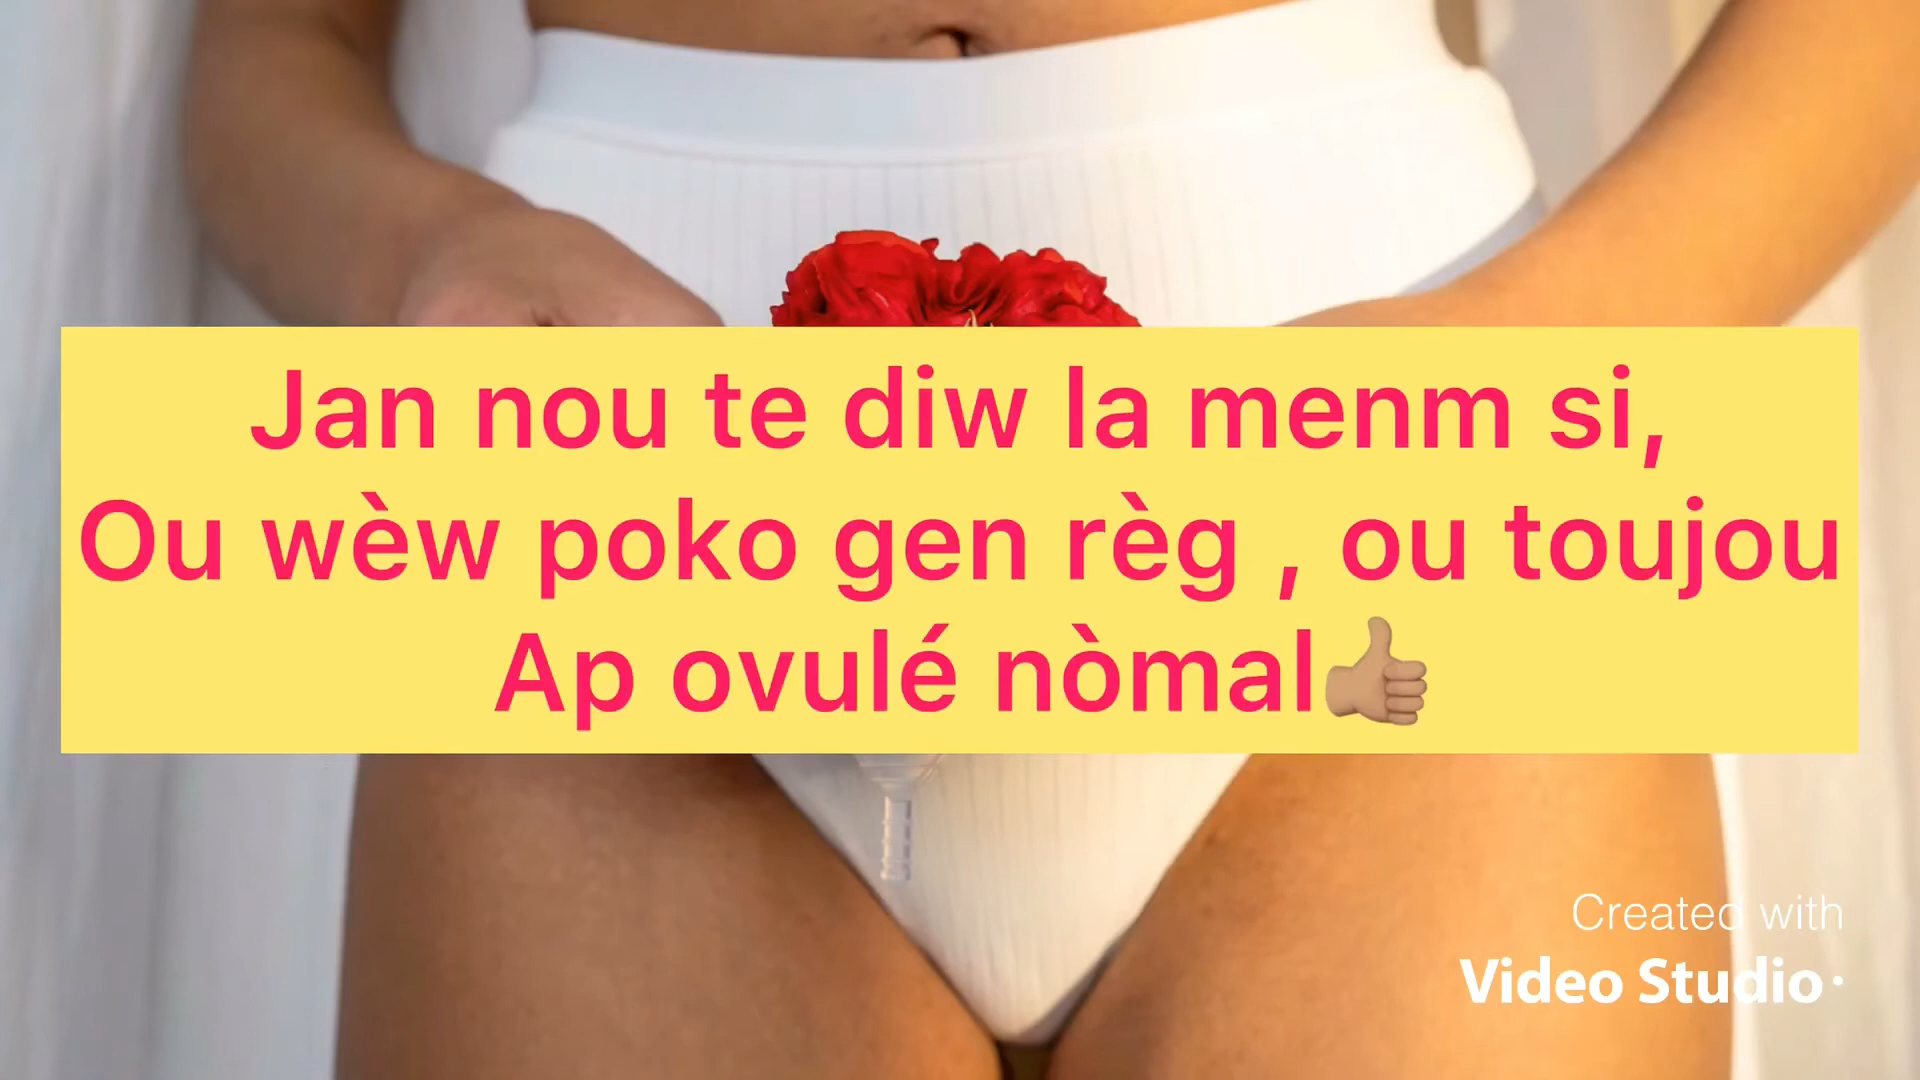 Jan nou te diw la menm si,
Ou wèw poko gen règ , ou toujou
Ap ovulé nòmal👍🏽
Created with
Video Studio